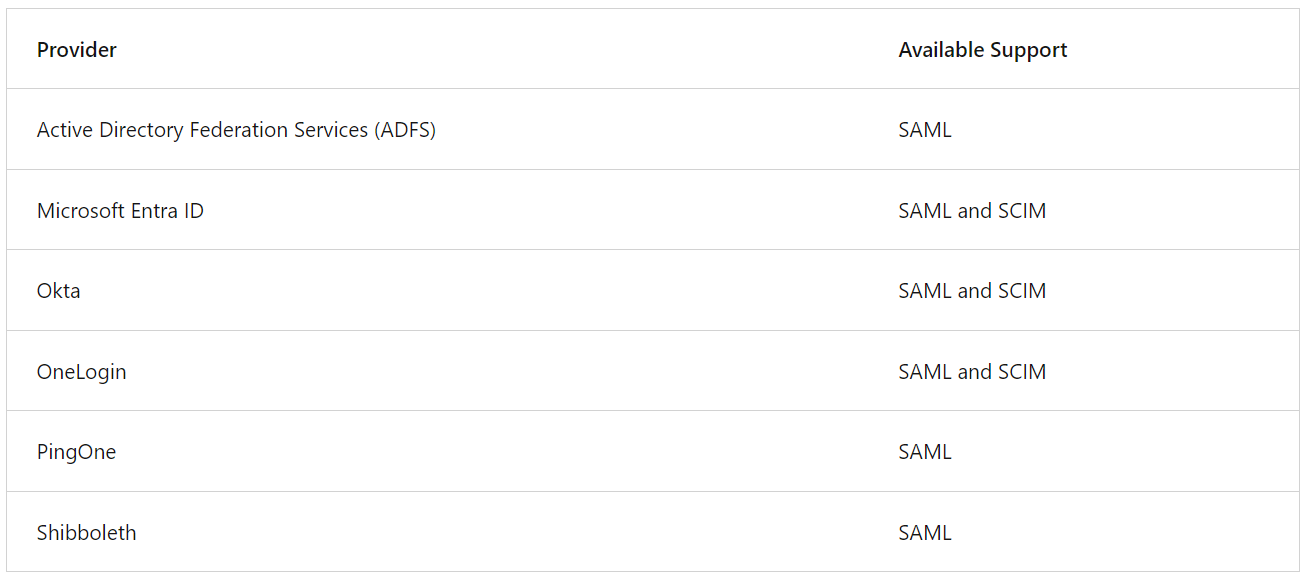 Provider Available Support
Active Directory Federation Services (ADFS) SAML
Microsoft Entra ID SAML and SCIM
Okta SAML and SCIM
OneLogin SAML and SCIM
PingOne SAML
Shibboleth SAML